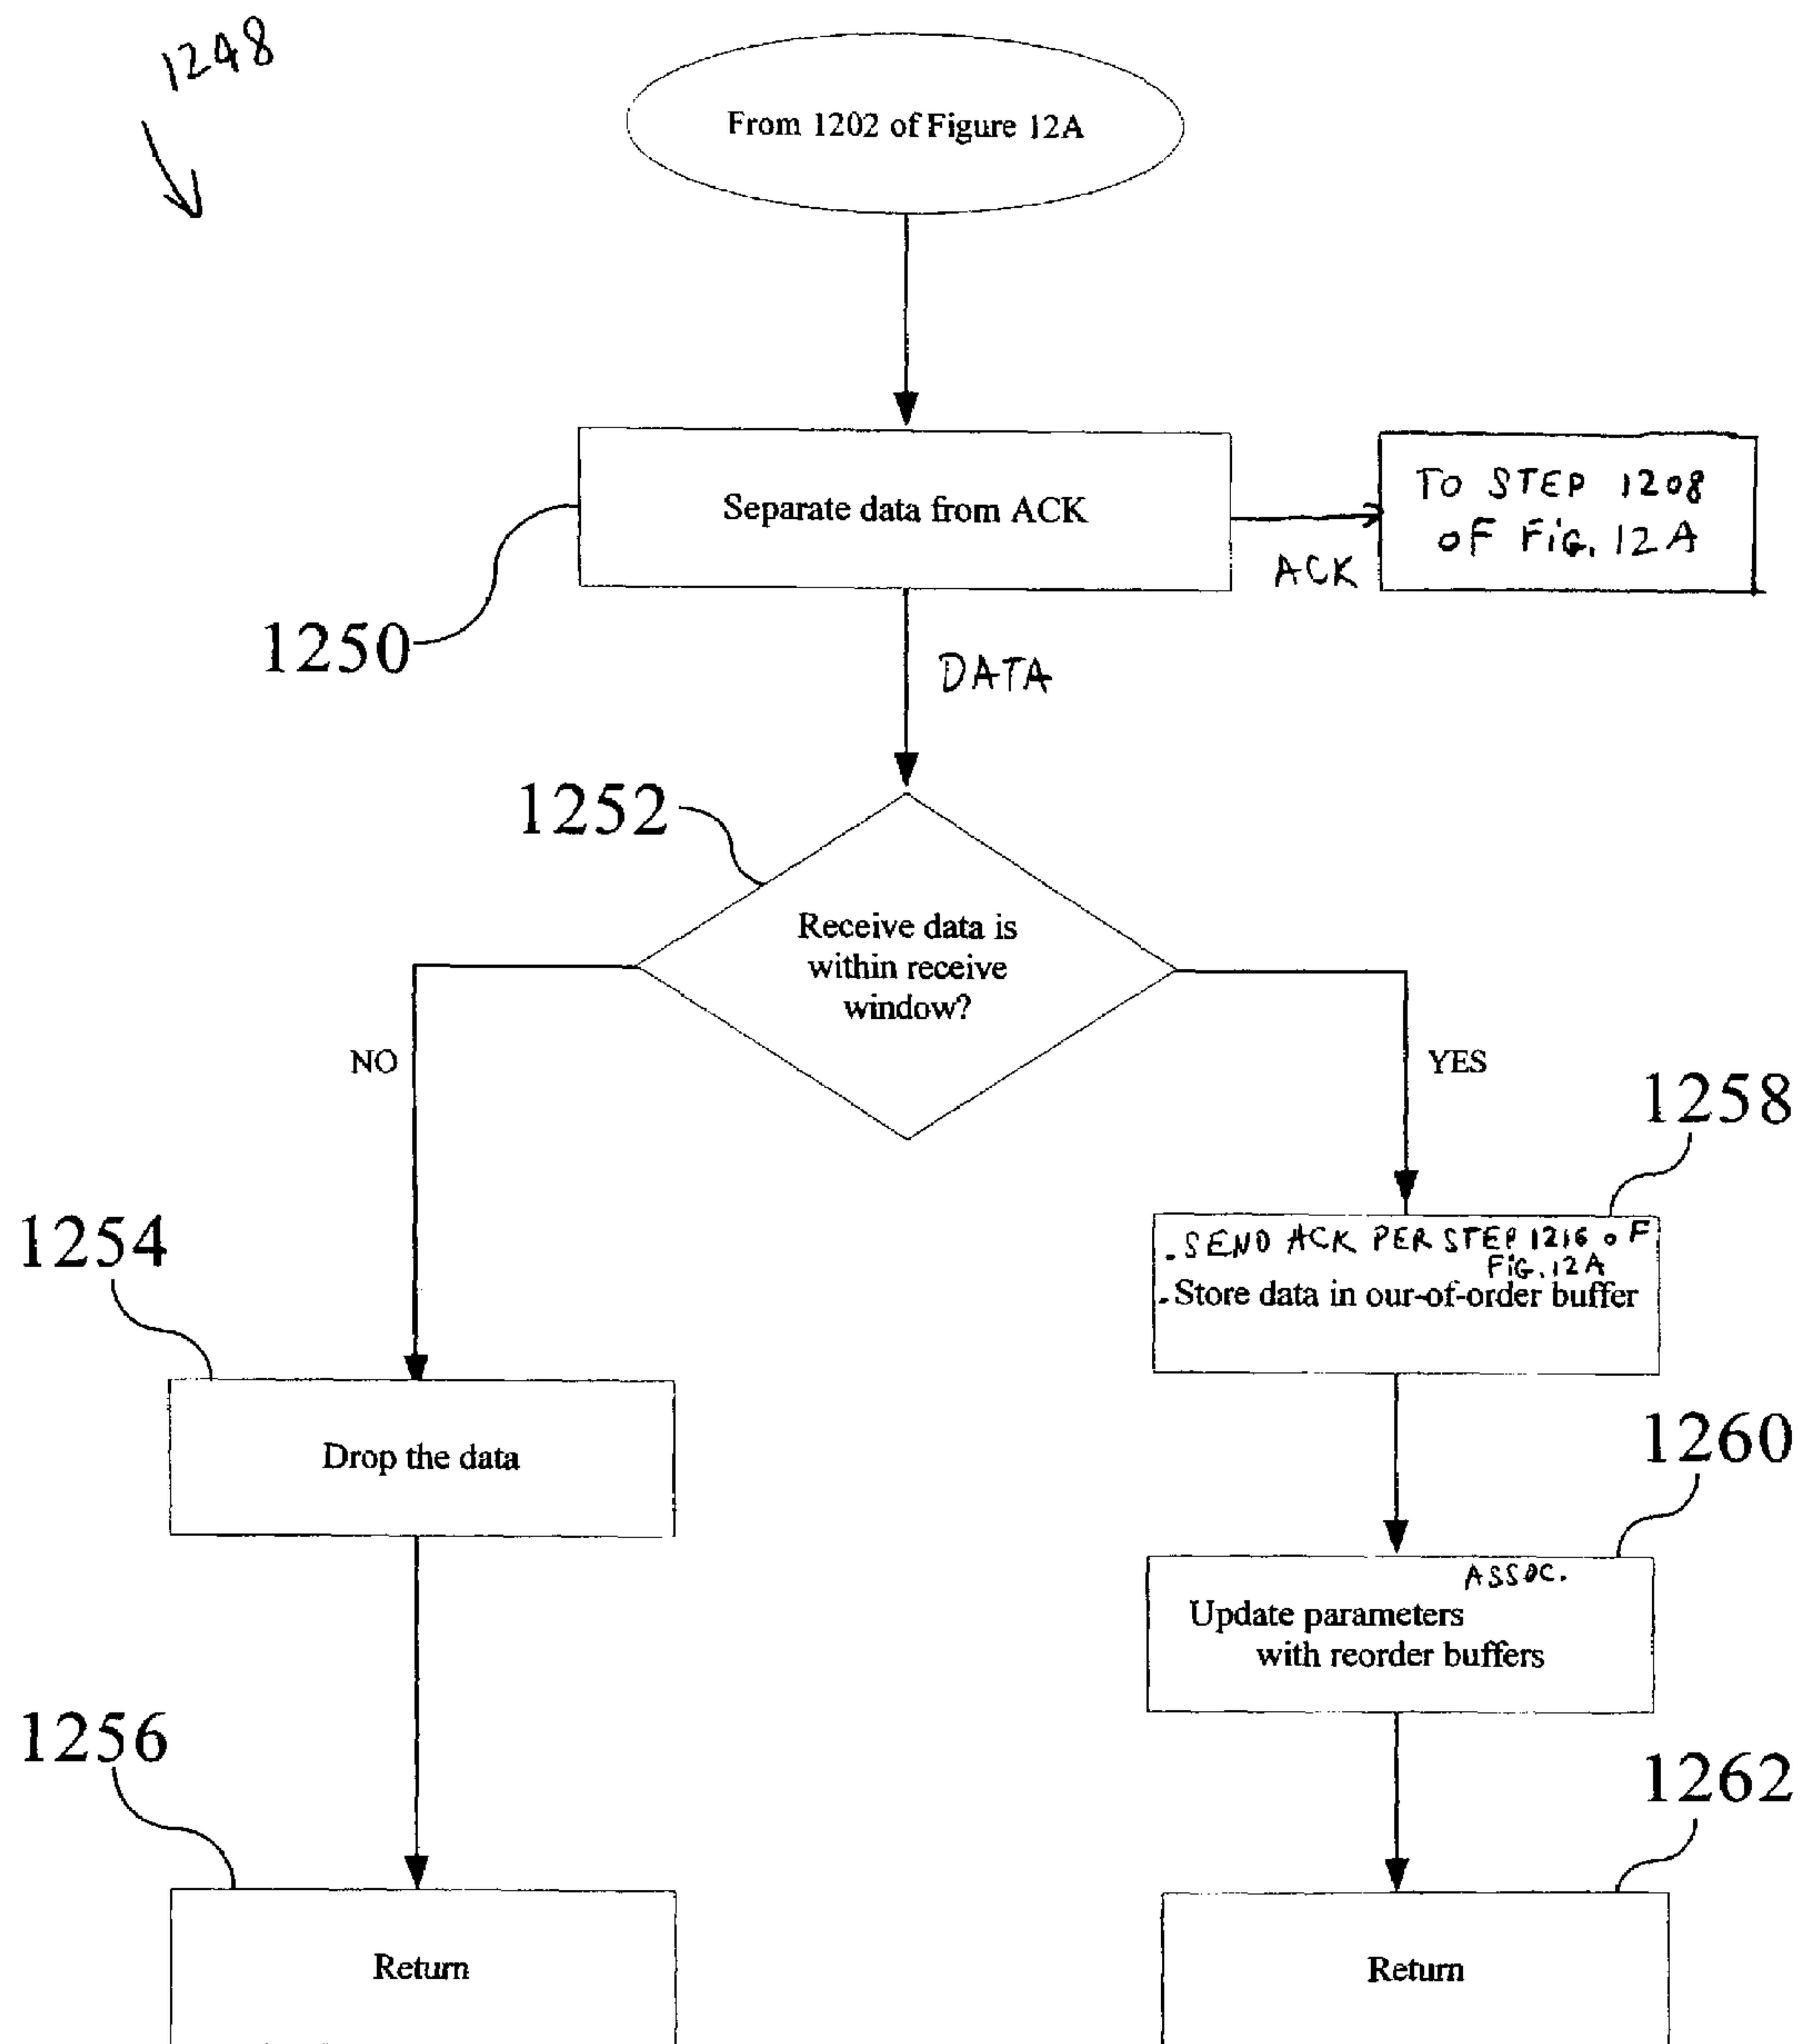 1248
From 1202 of Figure 12A
Separate data from ACK
TO STEP 1208
OF FiG. 12A
ACK
1250
DATA
1252
Receive data is
within receive
window?
NO
YES
1258
1254
- SEND ACK PER STEP 1216 OF
FiG. 12A
- Store data in our-of-order buffer
Drop the data
1260
ASSOC.
Update parameters
with reorder buffers
1256
1262
Return
Return